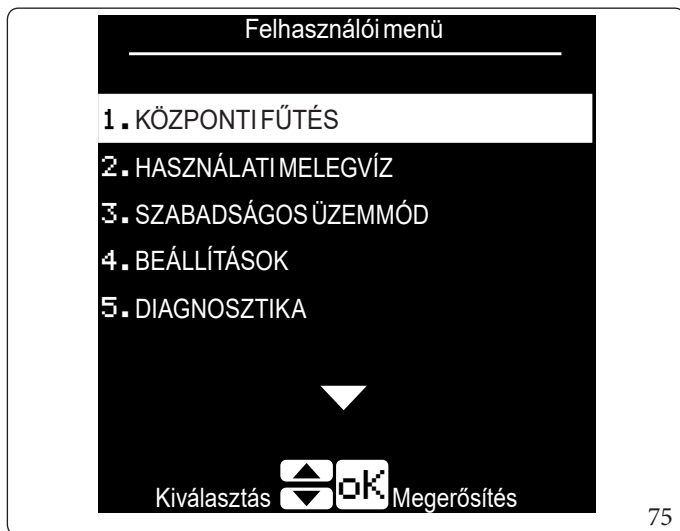 Felhasználói menü
1. KÖZPONTI FŰTÉS
2. HASZNÁLATI MELEGVÍZ
3. SZABADSÁGOS ÜZEMMÓD
4. BEÁLLÍTÁSOK
5. DIAGNOSZTIKA
Kiválasztás oK Megerősítés
75